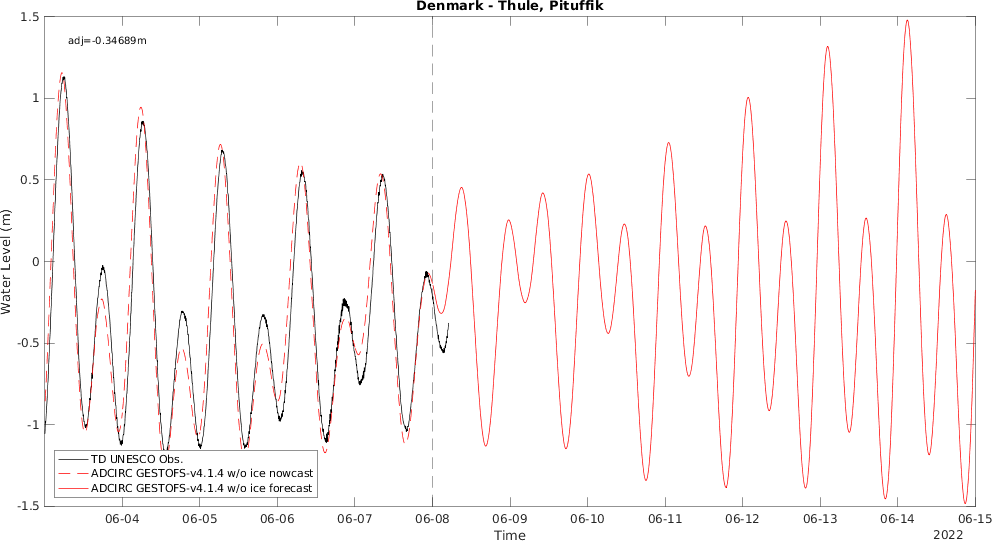 Denmark - Thule, Pituffik
adj=-0.34689m
1.5
1
0.5
0
-0.5
-1
-1.5
Water Level (m)
TD UNESCO Obs.
ADCIRC GESTOFS-v4.1.4 w/o ice nowcast
ADCIRC GESTOFS-v4.1.4 w/o ice forecast
06-04 06-05 06-06 06-07 06-08 06-09 06-10 06-11 06-12 06-13 06-14 06-15
Time
2022